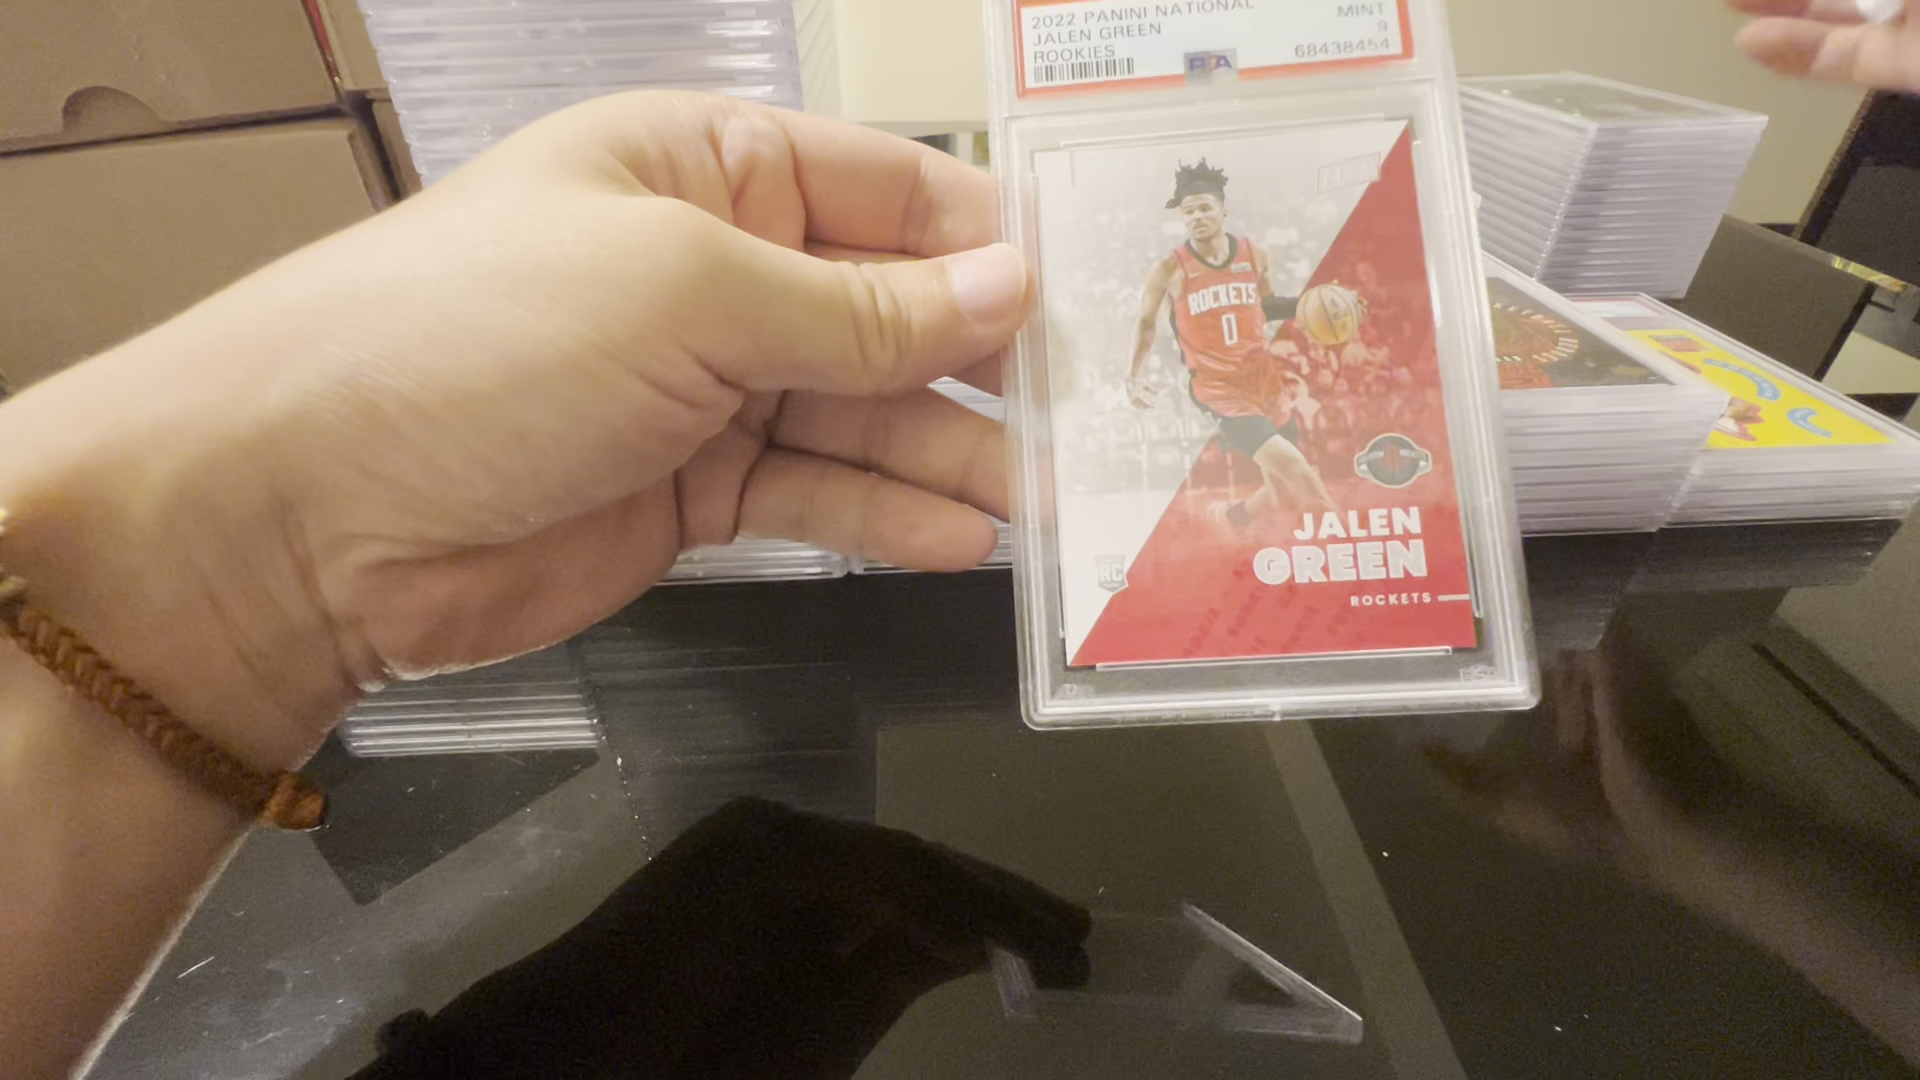 2022 PANINI NATIONAL
MINT
JALEN GREEN
9
ROOKIES
68438454
PSA
PANINI
ROCKETS
0
RC
JALEN
GREEN
ROCKETS